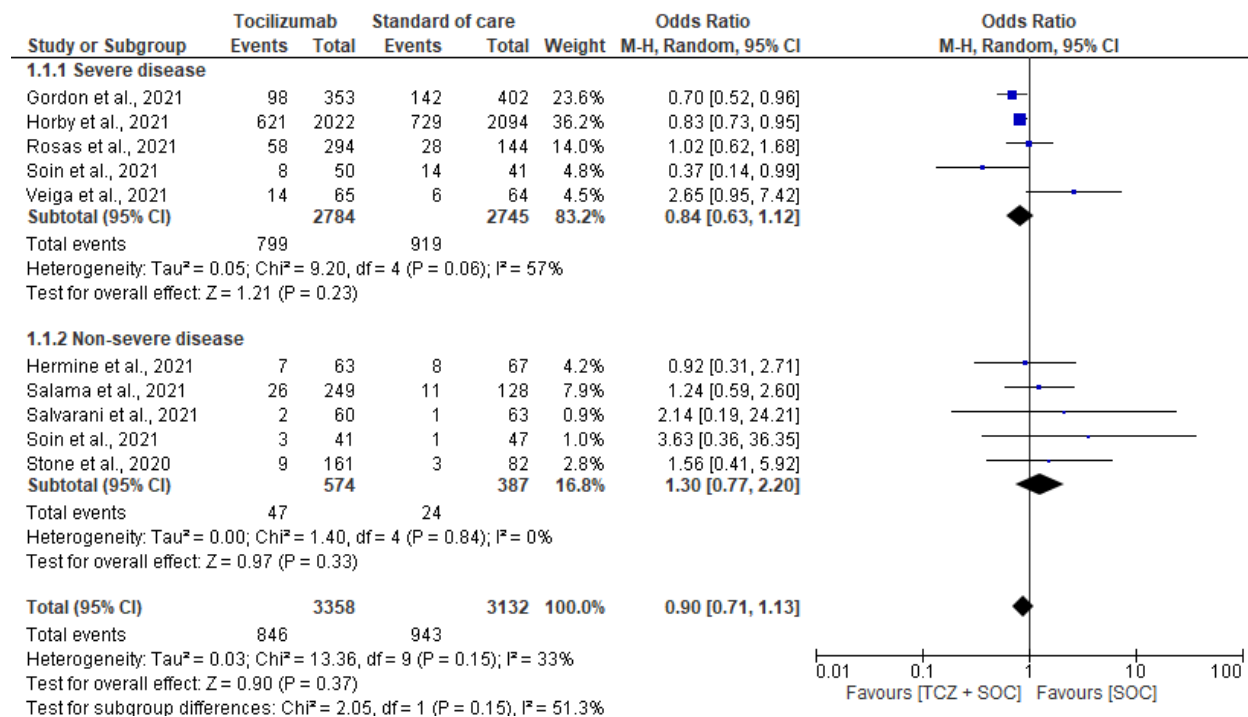 Tocilizumab Standard of care Odds Ratio Odds Ratio
Study or Subgroup Events Total Events Total Weight M-H, Random, 95% CI M-H, Random, 95% CI
1.1.1 Severe disease
Gordon et al., 2021 98 353 142 402 23.6% 0.70 [0.52, 0.96]
Horby et al., 2021 621 2022 729 2094 36.2% 0.83 [0.73, 0.95]
Rosas et al., 2021 58 294 28 144 14.0% 1.02 [0.62, 1.68]
Soin et al., 2021 8 50 14 41 4.8% 0.37 [0.14, 0.99]
Veiga et al., 2021 14 65 6 64 4.5% 2.65 [0.95, 7.42]
Subtotal (95% CI) 2784 2745 83.2% 0.84 [0.63, 1.12]
Total events 799 919
Heterogeneity: Tau² = 0.05; Chi² = 9.20, df = 4 (P = 0.06); I² = 57%
Test for overall effect: Z = 1.21 (P = 0.23)
1.1.2 Non-severe disease
Hermine et al., 2021 7 63 8 67 4.2% 0.92 [0.31, 2.71]
Salama et al., 2021 26 249 11 128 7.9% 1.24 [0.59, 2.60]
Salvarani et al., 2021 2 60 1 63 0.9% 2.14 [0.19, 24.21]
Soin et al., 2021 3 41 1 47 1.0% 3.63 [0.36, 36.35]
Stone et al., 2020 9 161 3 82 2.8% 1.56 [0.41, 5.92]
Subtotal (95% CI) 574 387 16.8% 1.30 [0.77, 2.20]
Total events 47 24
Heterogeneity: Tau² = 0.00; Chi² = 1.40, df = 4 (P = 0.84); I² = 0%
Test for overall effect: Z = 0.97 (P = 0.33)
Total (95% CI) 3358 3132 100.0% 0.90 [0.71, 1.13]
Total events 846 943
Heterogeneity: Tau² = 0.03; Chi² = 13.36, df = 9 (P = 0.15); I² = 33%
Test for overall effect: Z = 0.90 (P = 0.37)
Test for subgroup differences: Chi² = 2.05, df = 1 (P = 0.15), I² = 51.3%
0.01 0.1 1 10 100
Favours [TCZ + SOC] Favours [SOC]